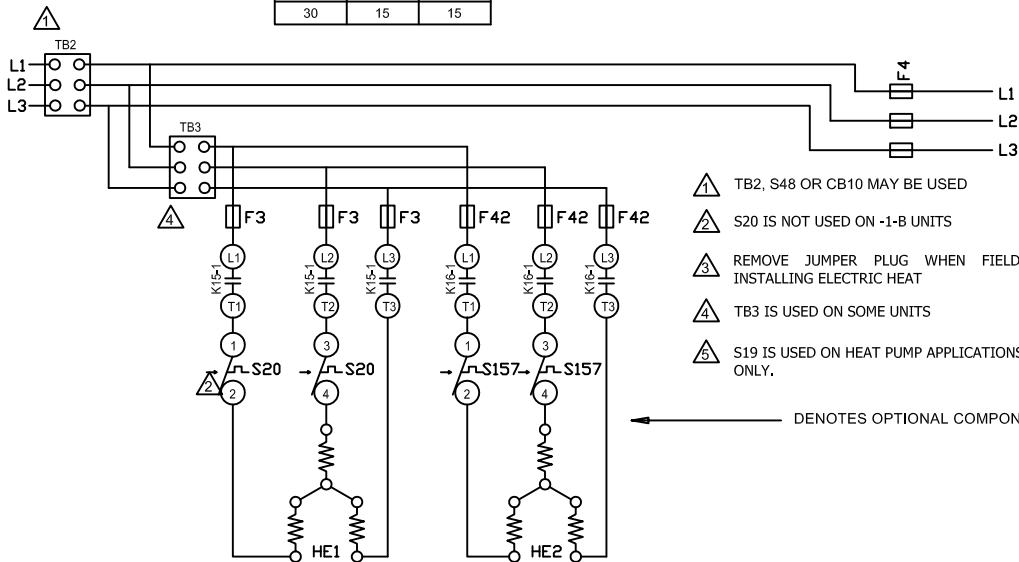 30 15 15
1
TB2
L1
L2
L3
F4
L1
L2
L3
TB3
4
F3 F3 F3 F42 F42 F42
L1 L2 L3 L1 L2 L3
K15-1 K15-1 K15-1 K16-1 K16-1 K16-1
T1 T2 T3 T1 T2 T3
1 3 1 3
S20 S20 S157 S157
2 2 4 2 4
HE1 HE2
1 TB2, S48 OR CB10 MAY BE USED
2 S20 IS NOT USED ON -1-B UNITS
3 REMOVE JUMPER PLUG WHEN FIELD
INSTALLING ELECTRIC HEAT
4 TB3 IS USED ON SOME UNITS
5 S19 IS USED ON HEAT PUMP APPLICATIONS
ONLY.
DENOTES OPTIONAL COMPON